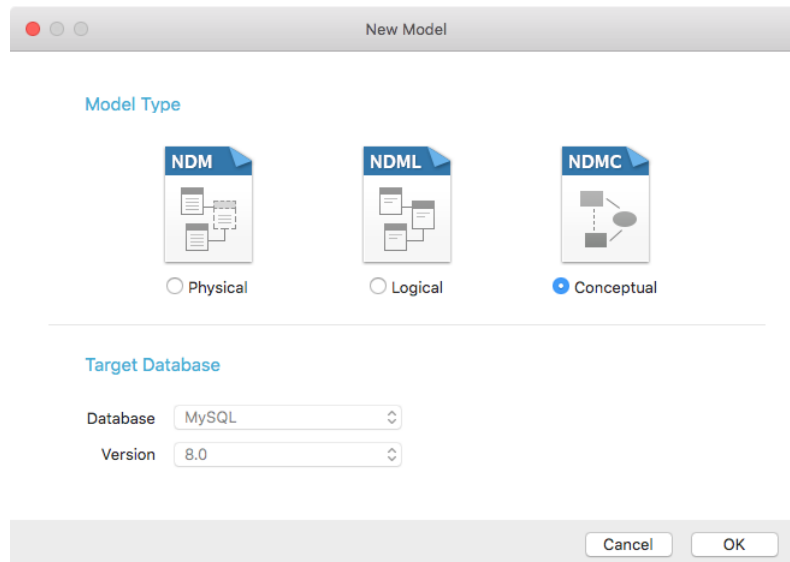 New Model
Model Type
NDM NDML NDMC
Physical Logical Conceptual
Target Database
Database MySQL
Version 8.0
Cancel OK